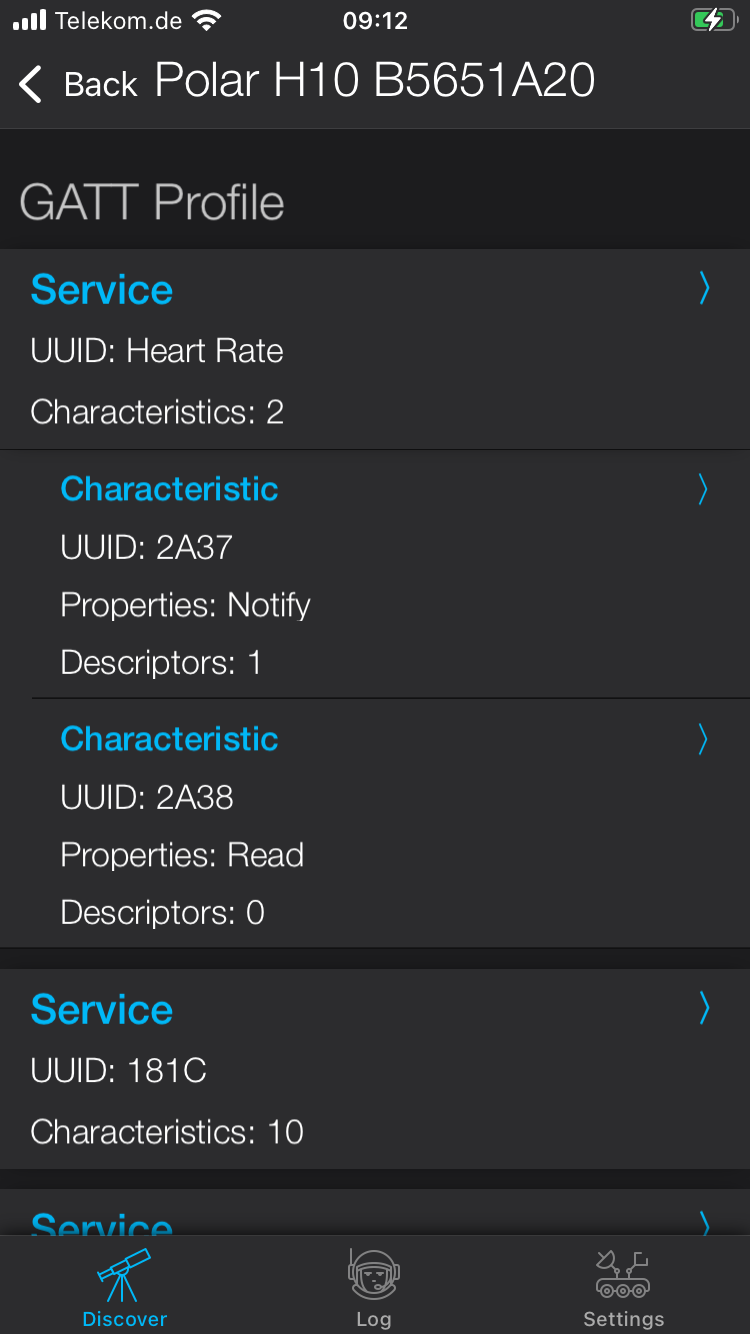 Telekom.de
09:12
Back Polar H10 B5651A20
GATT Profile
Service
UUID: Heart Rate
Characteristics: 2
Characteristic
UUID: 2A37
Properties: Notify
Descriptors: 1
Characteristic
UUID: 2A38
Properties: Read
Descriptors: 0
Service
UUID: 181C
Characteristics: 10
Service
Discover
Log
Settings